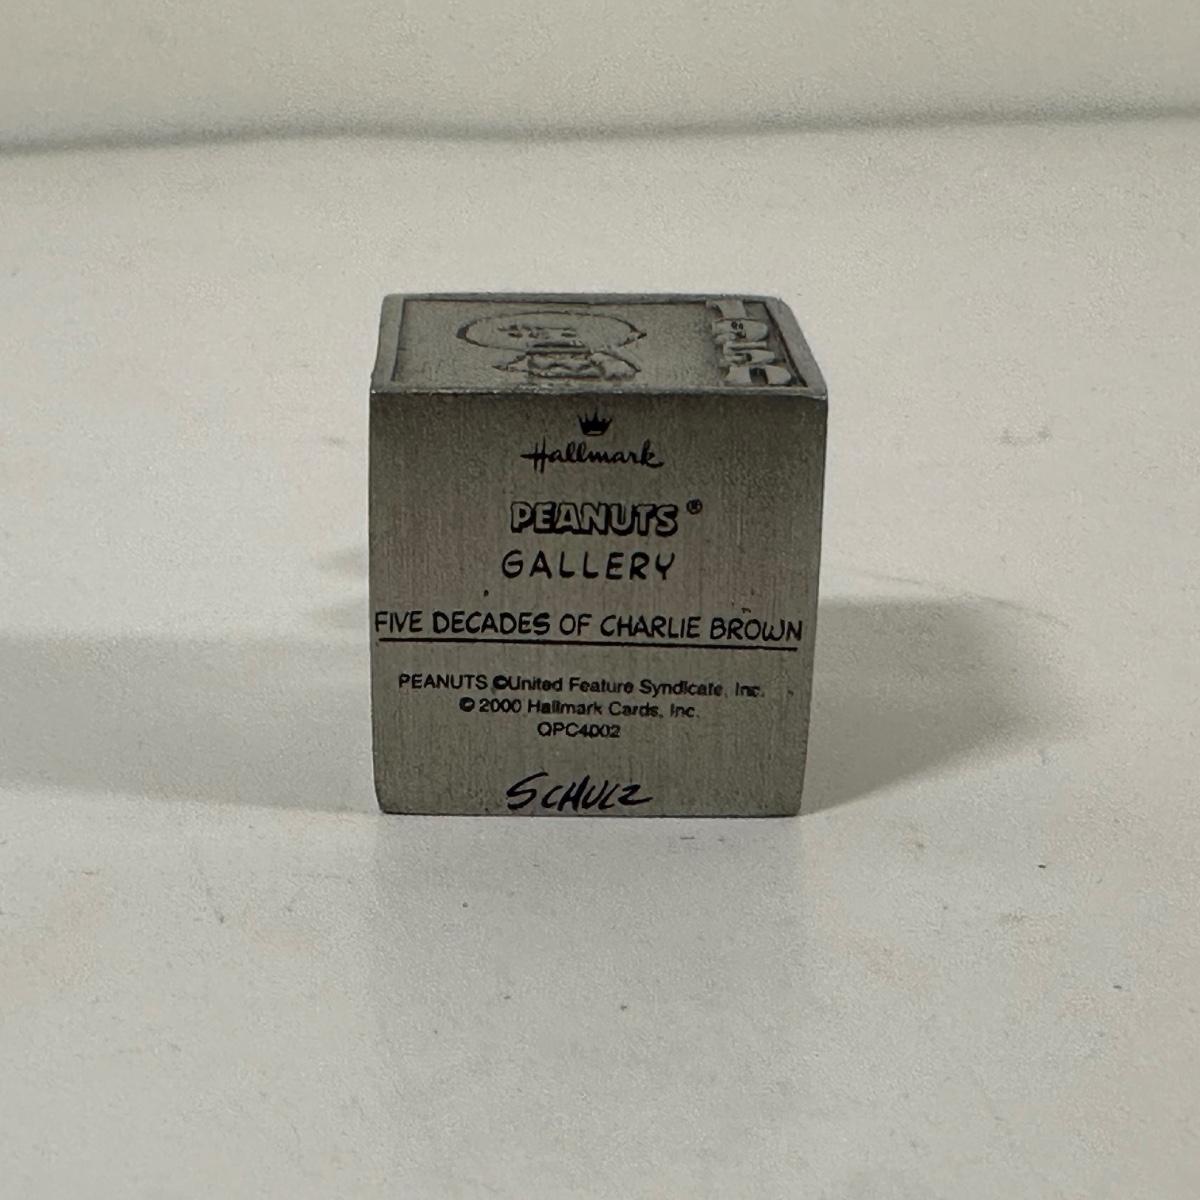 Hallmark
PEANUTS®
GALLERY
FIVE DECADES OF CHARLIE BROWN
PEANUTS ©United Feature Syndicate, Inc.
© 2000 Hallmark Cards, Inc.
QPC4002
SCHULZ